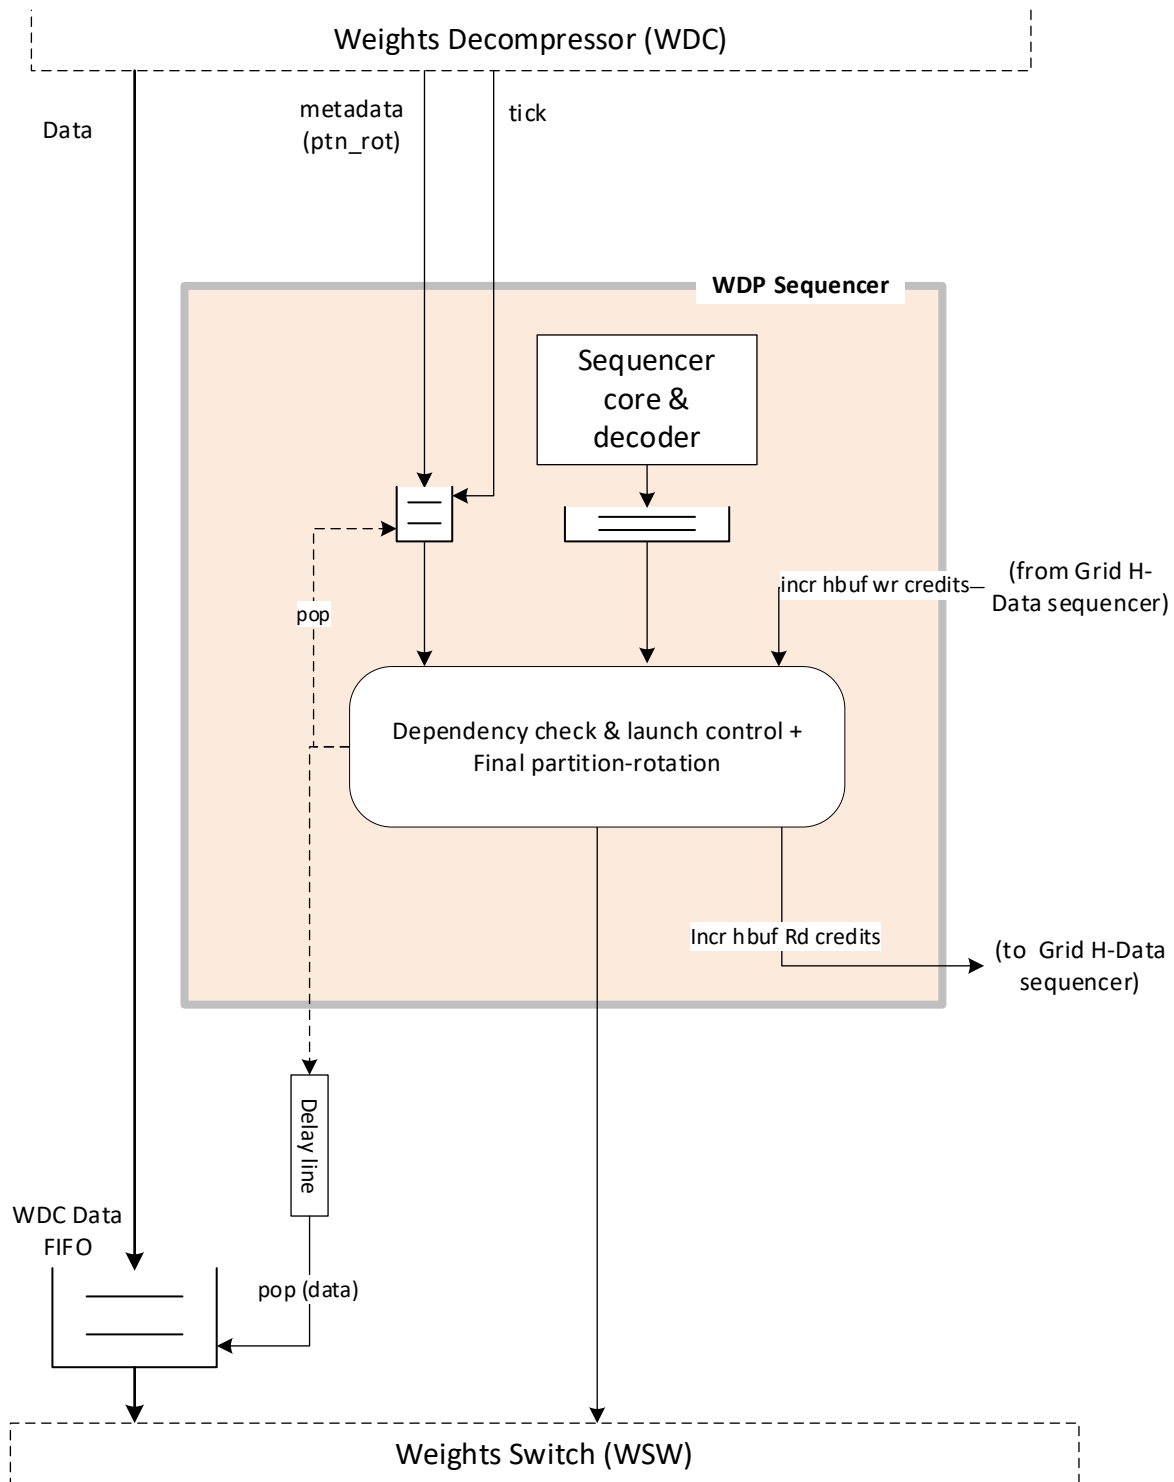 Weights Decompressor (WDC)
Data
metadata
(ptn_rot)
tick
WDP Sequencer
Sequencer
core &
decoder
pop
incr hbuf wr credits
(from Grid H-
Data sequencer)
Dependency check & launch control +
Final partition-rotation
Incr hbuf Rd credits
(to Grid H-Data
sequencer)
Delay line
WDC Data
FIFO
pop (data)
Weights Switch (WSW)